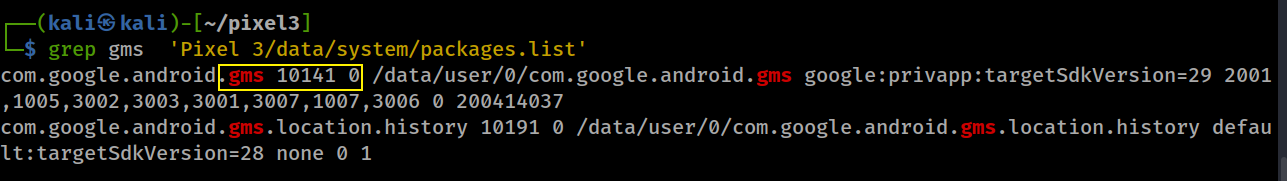 ┌──(kali㉿kali)-[~/pixel3]
└─$ grep gms  'Pixel 3/data/system/packages.list'
com.google.android.gms 10141 0 /data/user/0/com.google.android.gms google:privapp:targetSdkVersion=29 2001
,1005,3002,3003,3001,3007,1007,3006 0 200414037
com.google.android.gms.location.history 10191 0 /data/user/0/com.google.android.gms.location.history defau
lt:targetSdkVersion=28 none 0 1